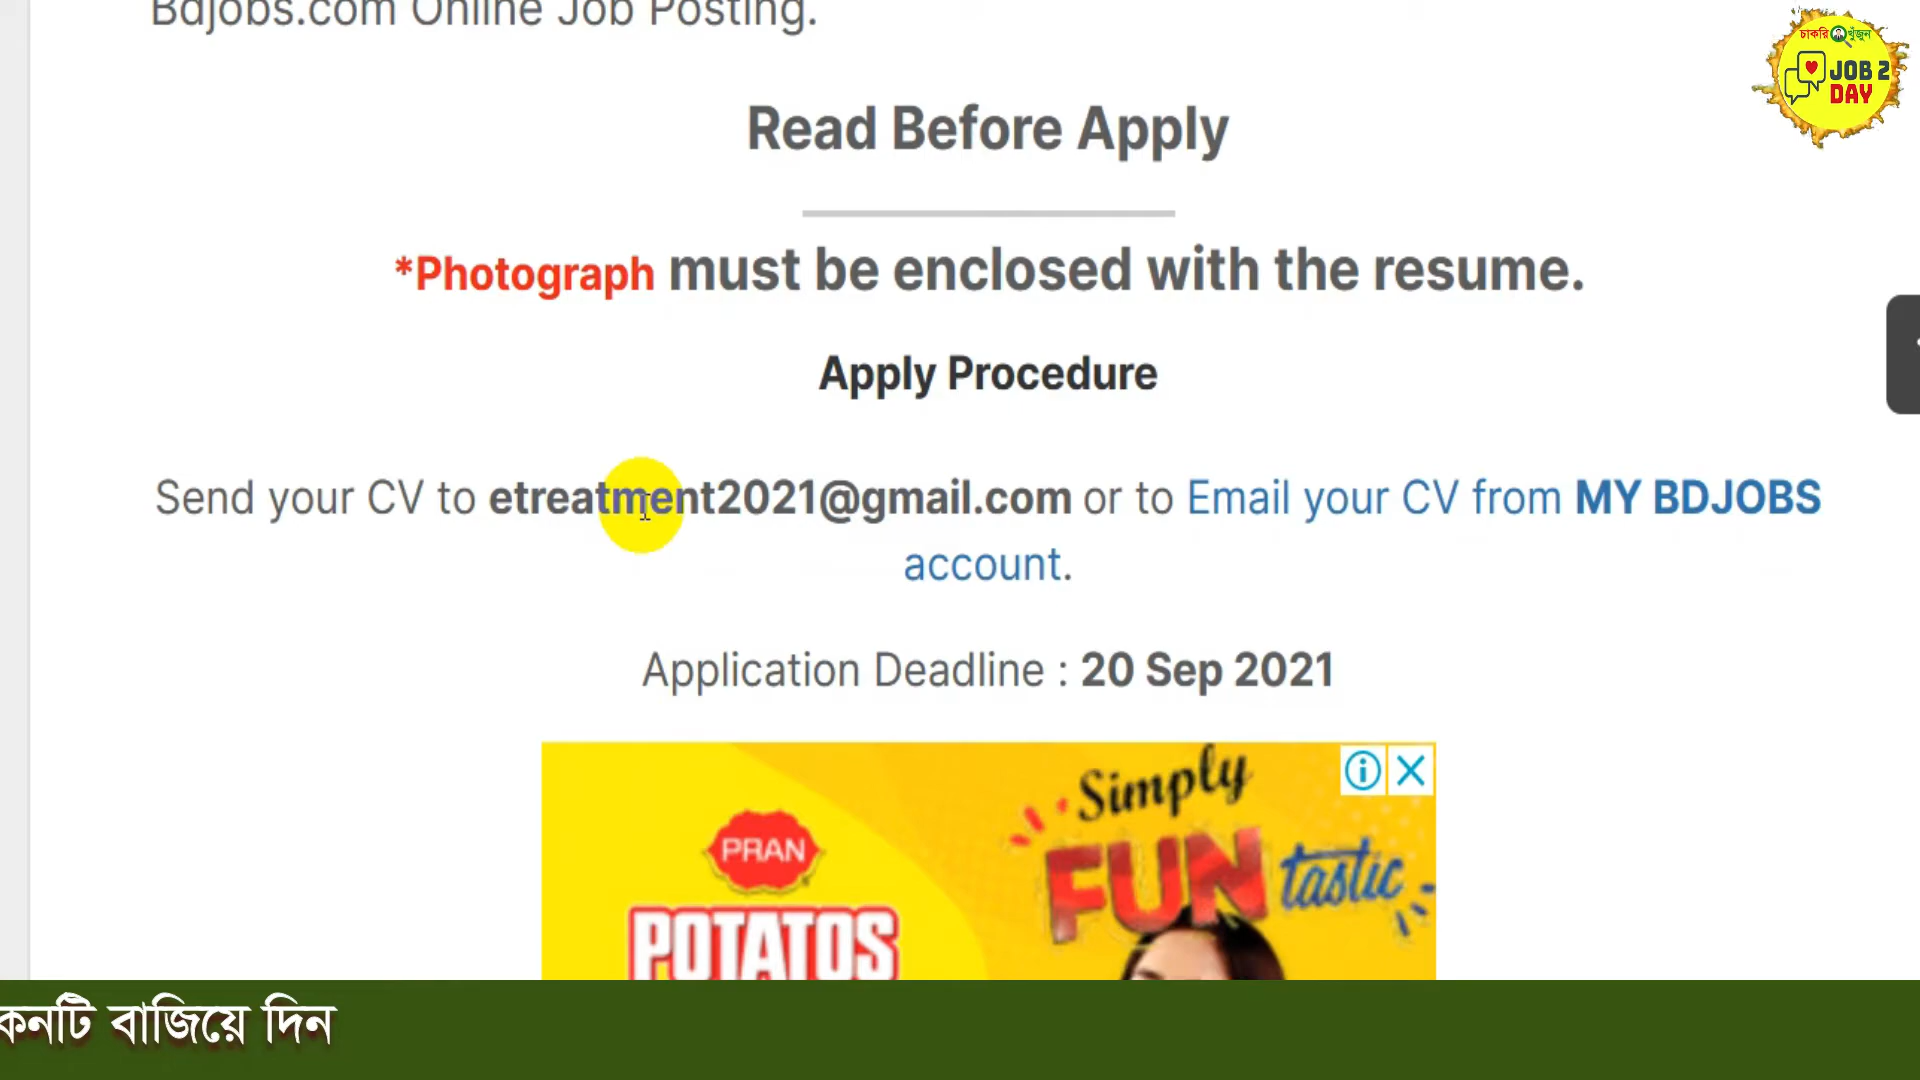 Bdjobs.com Online Job Posting.
চাকরি খুঁজুন
JOB 2
DAY
Read Before Apply
*Photograph must be enclosed with the resume.
Apply Procedure
Send your CV to etreatment2021@gmail.com or to Email your CV from MY BDJOBS
account.
Application Deadline : 20 Sep 2021
Simply
PRAN
FUN tastic
POTATOS
কনটি বাজিয়ে দিন